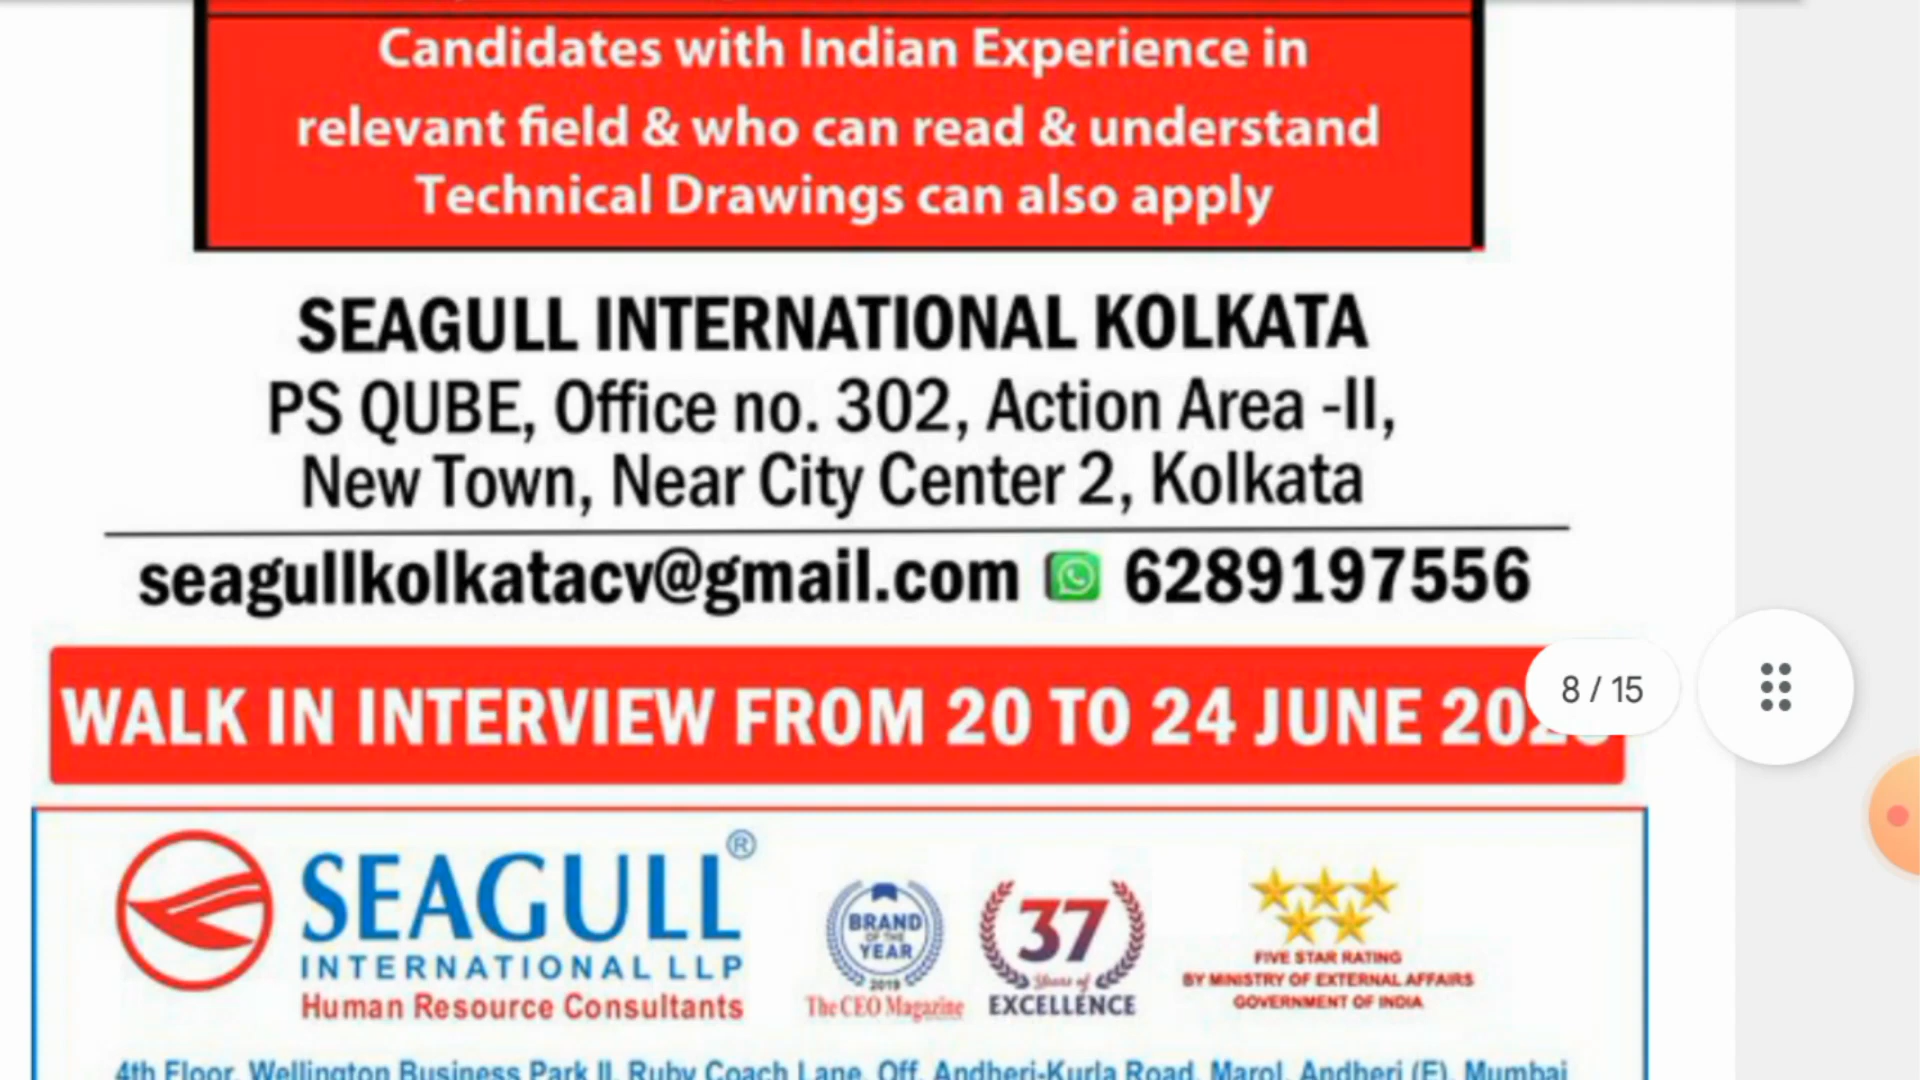 Candidates with Indian Experience in
relevant field & who can read & understand
Technical Drawings can also apply
SEAGULL INTERNATIONAL KOLKATA
PS QUBE, Office no. 302, Action Area -II,
New Town, Near City Center 2, Kolkata
seagullkolkatacv@gmail.com 6289197556
WALK IN INTERVIEW FROM 20 TO 24 JUNE
8 / 15
SEAGULL®
INTERNATIONAL LLP
Human Resource Consultants
BRAND
OF THE
YEAR
2019
The CEO Magazine
37
Years of
EXCELLENCE
FIVE STAR RATING
BY MINISTRY OF EXTERNAL AFFAIRS
GOVERNMENT OF INDIA
4th Floor, Wellington Business Park II, Ruby Coach Lane, Off. Andheri-Kurla Road, Marol, Andheri (E), Mumbai